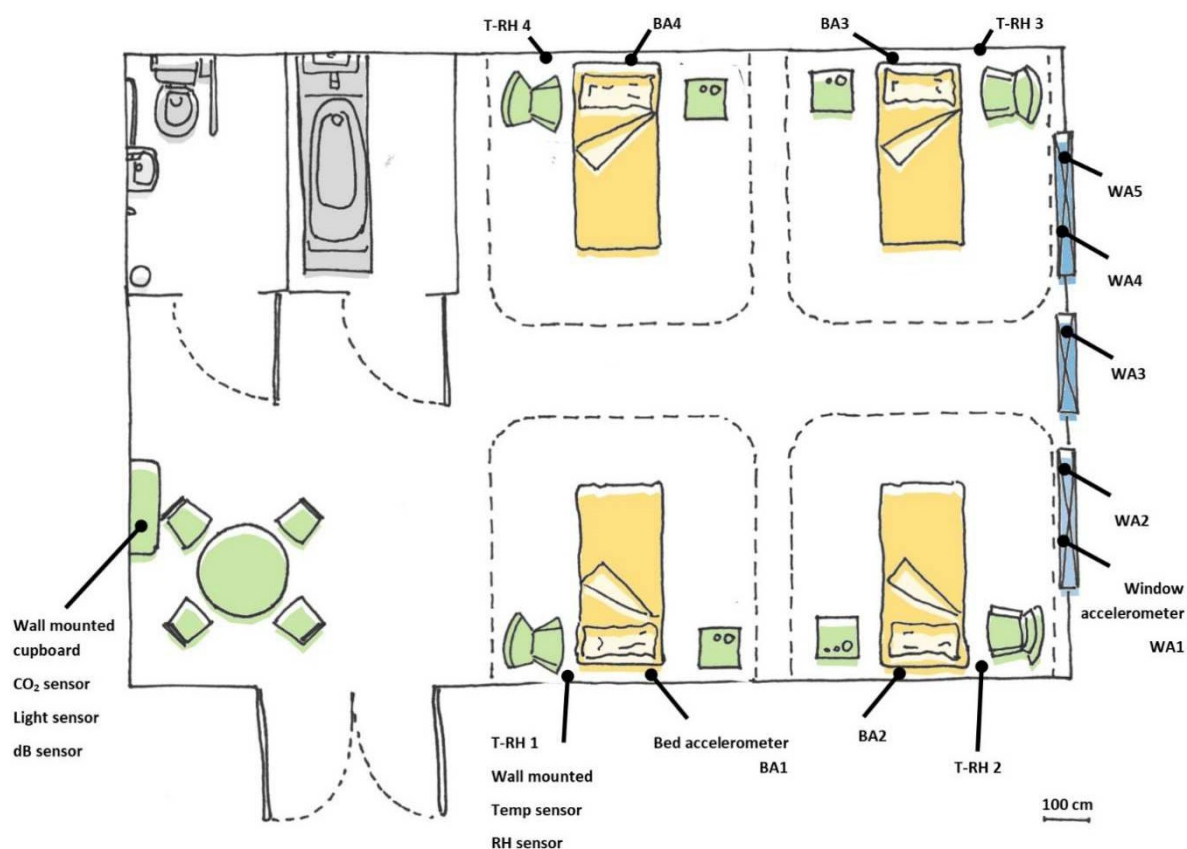 T-RH 4
BA4
BA3
T-RH 3
WA5
WA4
WA3
WA2
Window
accelerometer
WA1
Wall mounted
cupboard
CO₂ sensor
Light sensor
dB sensor
T-RH 1
Wall mounted
Temp sensor
RH sensor
Bed accelerometer
BA1
BA2
T-RH 2
100 cm